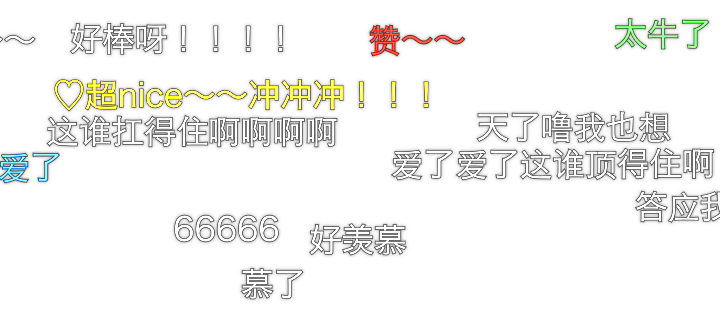 ～ 好棒呀！！！！ 赞～～ 太牛了
♡超nice～～冲冲冲！！！
这谁扛得住啊啊啊啊 天了噜我也想
爱了 爱了爱了这谁顶得住啊
答应我
66666 好羡慕
慕了